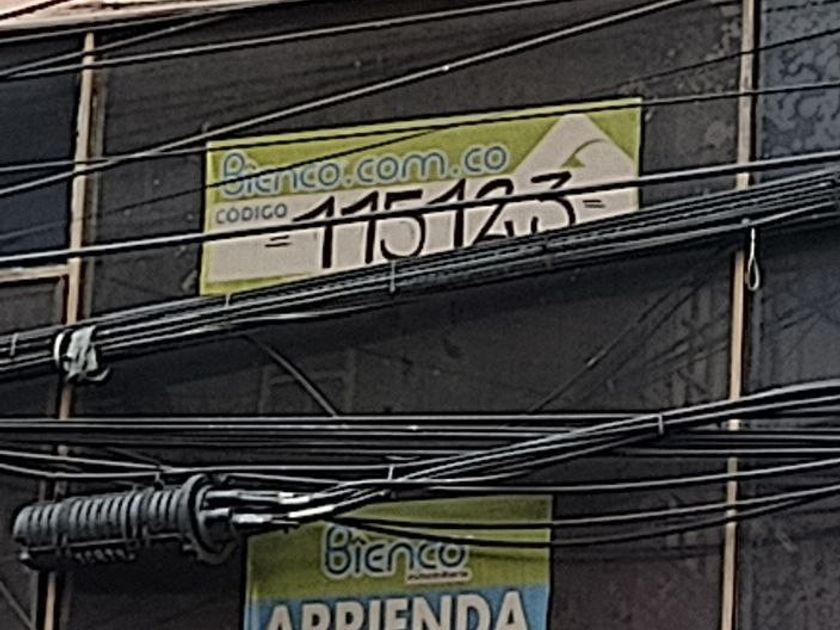 Bienco.com.co
CÓDIGO
= 115123 =
Bienco
ARRIENDA